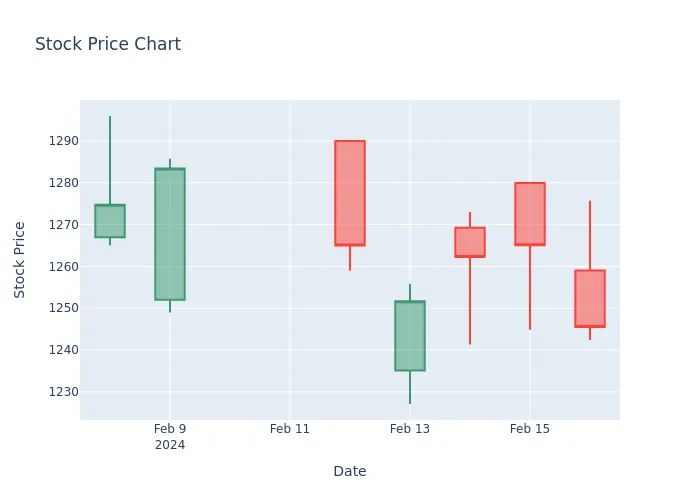 Stock Price Chart
1290
1280
1270
1260
1250
1240
1230
Stock Price
Feb 9
2024
Feb 11
Feb 13
Feb 15
Date